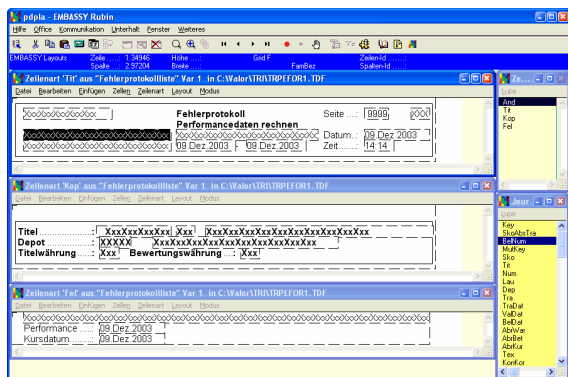 pdpla - EMBASSY Rubin
Hilfe Office Kommunikation Unterhalt Fenster Weiteres
EMBASSY Layouts Zeile....: 1.34946 Höhe ....: Grid F Zeilen-Id.......:
Spalte ...: 2.97204 Breite ....: FamBez Spalten-Id.....:
Zeilenart 'Tit' aus "Fehlerprotokollliste" Var 1 in C:\Valor\TRI\TRPEFOR1.TDF
Datei Bearbeiten Einfügen Zellen Zeilenart Layout Modus
Fehlerprotokoll Seite ....: 9999
Performancedaten rechnen
Datum..: 09.Dez.2003
09.Dez.2003 - 09.Dez.2003 Zeit .....: 14:14
Zeilenart 'Kop' aus "Fehlerprotokollliste" Var 1 in C:\Valor\TRI\TRPEFOR1.TDF
Datei Bearbeiten Einfügen Zellen Zeilenart Layout Modus
Titel..............: XxxXxxXxxXxx Xxx XxxXxxXxxXxxXxxXxxXxxXxxXxxXxx
Depot.............: XXXXX XxxXxxXxxXxxXxxXxxXxxXxxXxxXxx
Titelwährung.....: Xxx Bewertungswährung ...: Xxx
Zeilenart 'Fel' aus "Fehlerprotokollliste" Var 1 in C:\Valor\TRI\TRPEFOR1.TDF
Datei Bearbeiten Einfügen Zellen Zeilenart Layout Modus
Performance ....: 09.Dez.2003
Kursdatum.......: 09.Dez.2003
Ze...
Lupe
And
Tit
Kop
Fel
Jour
Lupe
Key
SkoAbsTra
BelNum
MutKey
Sko
Tit
Num
Lau
Dep
Tra
TraDat
ValDat
BelDat
AbrWar
AbrBet
AbrKur
Tex
KonKor